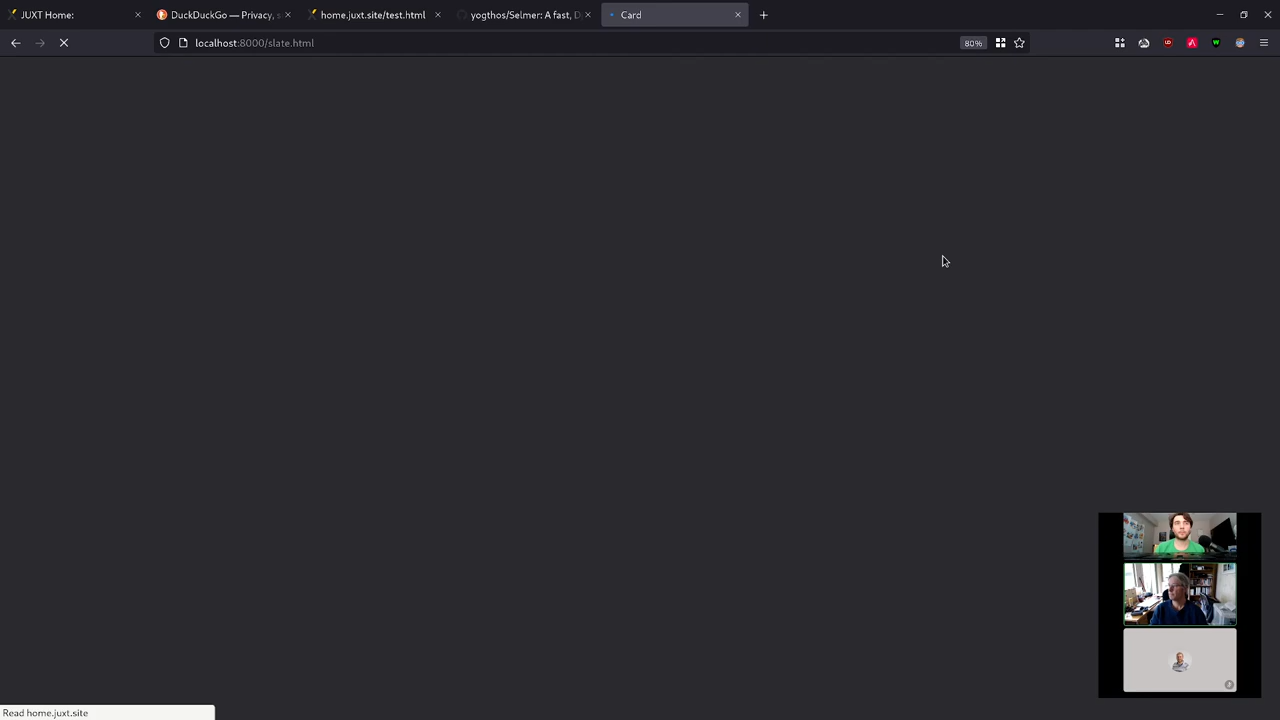 JUXT Home:
DuckDuckGo — Privacy, s
home.juxt.site/test.html
yogthos/Selmer: A fast, D
Card
localhost:8000/slate.html
80%
Read home.juxt.site